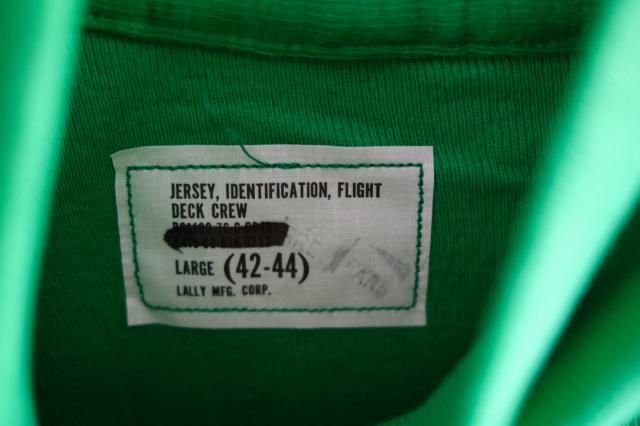 JERSEY, IDENTIFICATION, FLIGHT
DECK CREW
LARGE (42-44)
LALLY MFG. CORP.